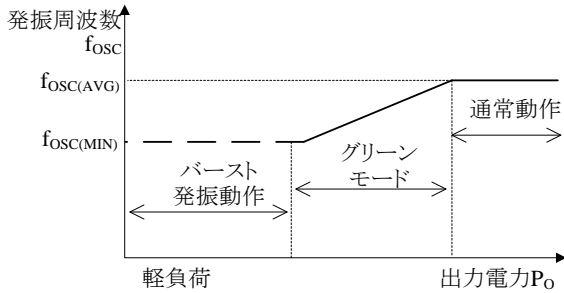 発振周波数
fOSC
fOSC(AVG)
通常動作
fOSC(MIN)
グリーン
モード
バースト
発振動作
軽負荷
出力電力PO